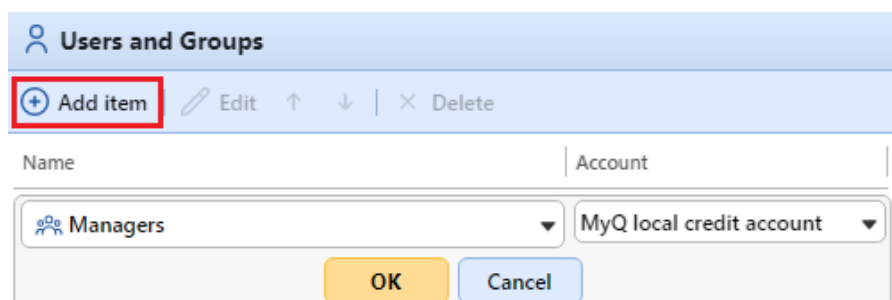 Users and Groups
Add item Edit Delete
Name Account
Managers MyQ local credit account
OK Cancel